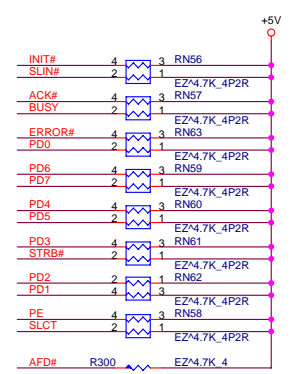 +5V
INIT# 4 3 RN56
SLIN# 2 1
EZ^4.7K_4P2R
ACK# 4 3 RN57
BUSY 2 1
EZ^4.7K_4P2R
ERROR# 4 3 RN63
PD0 2 1
EZ^4.7K_4P2R
PD6 4 3 RN59
PD7 2 1
EZ^4.7K_4P2R
PD4 4 3 RN60
PD5 2 1
EZ^4.7K_4P2R
PD3 4 3 RN61
STRB# 2 1
EZ^4.7K_4P2R
PD2 2 1 RN62
PD1 4 3
EZ^4.7K_4P2R
PE 4 3 RN58
SLCT 2 1
EZ^4.7K_4P2R
AFD# R300 EZ^4.7K_4